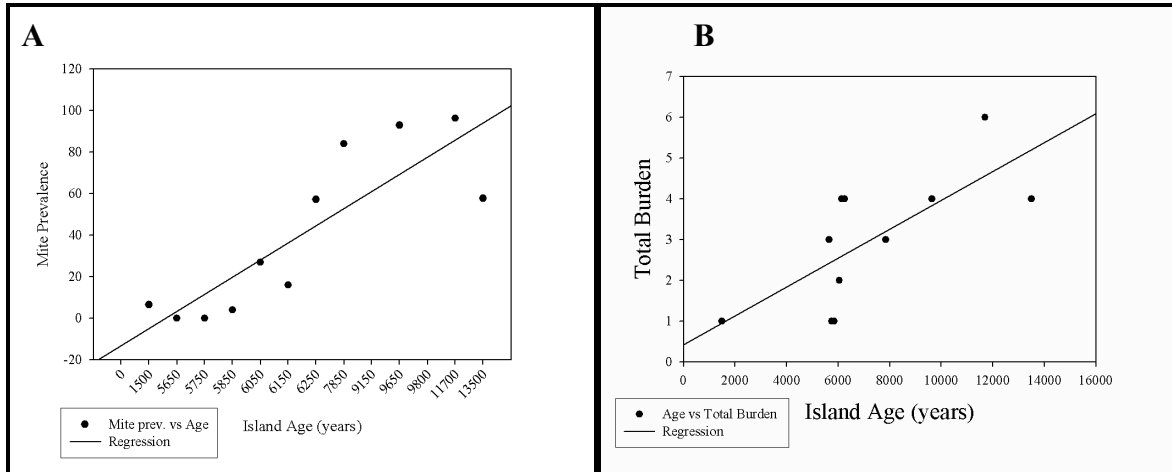 A
120
100
80
60
40
20
0
-20
Mite Prevalence
0 1500 5650 5750 5850 6050 6150 6250 7850 9150 9650 9800 11700 13500
Mite prev. vs Age
Regression
Island Age (years)
B
7
6
5
4
3
2
1
0
Total Burden
0 2000 4000 6000 8000 10000 12000 14000 16000
Age vs Total Burden
Regression
Island Age (years)